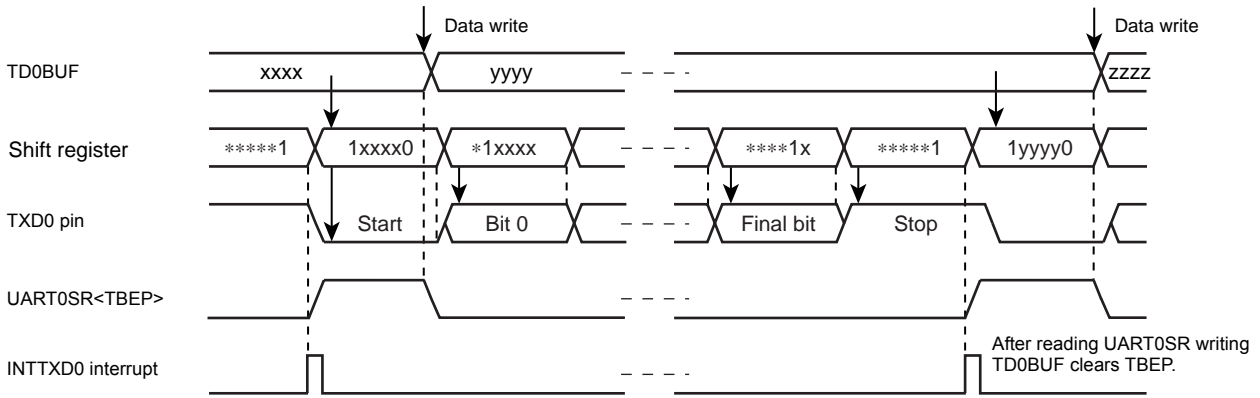 Data write
Data write
TD0BUF
xxxx
yyyy
zzzz
Shift register
*****1
1xxxx0
*1xxxx
****1x
*****1
1yyyy0
TXD0 pin
Start
Bit 0
Final bit
Stop
UART0SR<TBEP>
After reading UART0SR writing
TD0BUF clears TBEP.
INTTXD0 interrupt